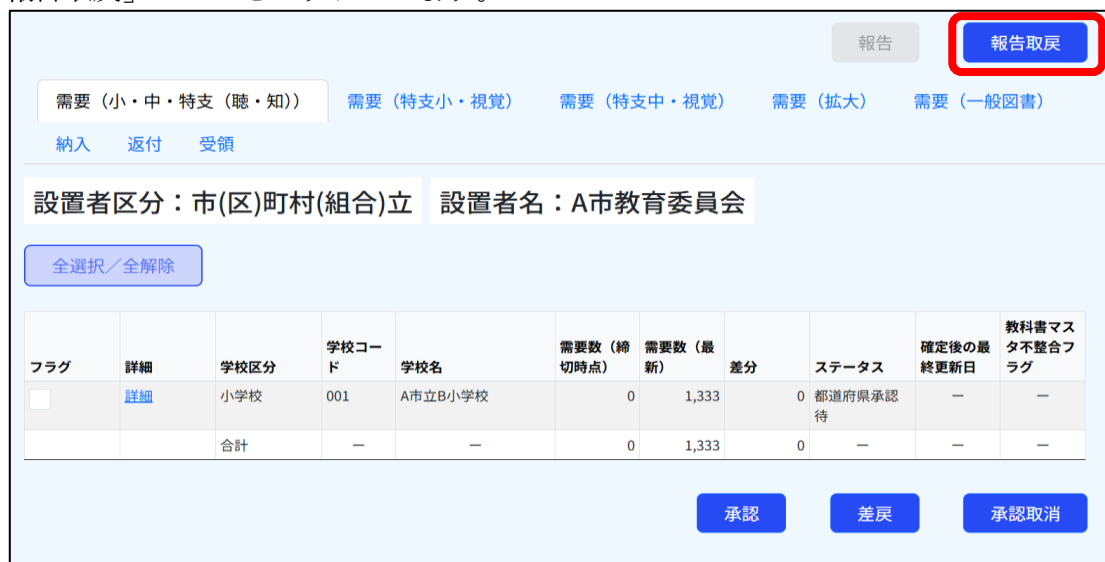 報告 報告取戻
需要（小・中・特支（聴・知)） 需要（特支小・視覚） 需要（特支中・視覚） 需要（拡大） 需要（一般図書）
納入 返付 受領
設置者区分：市(区)町村(組合)立 設置者名：A市教育委員会
全選択／全解除
フラグ 詳細 学校区分 学校コード 学校名 需要数（締切時点） 需要数（最新） 差分 ステータス 確定後の最終更新日 教科書マスタ不整合フラグ
詳細 小学校 001 A市立B小学校 0 1,333 0 都道府県承認待 ー ー
合計 ー ー 0 1,333 0 ー ー ー
承認 差戻 承認取消